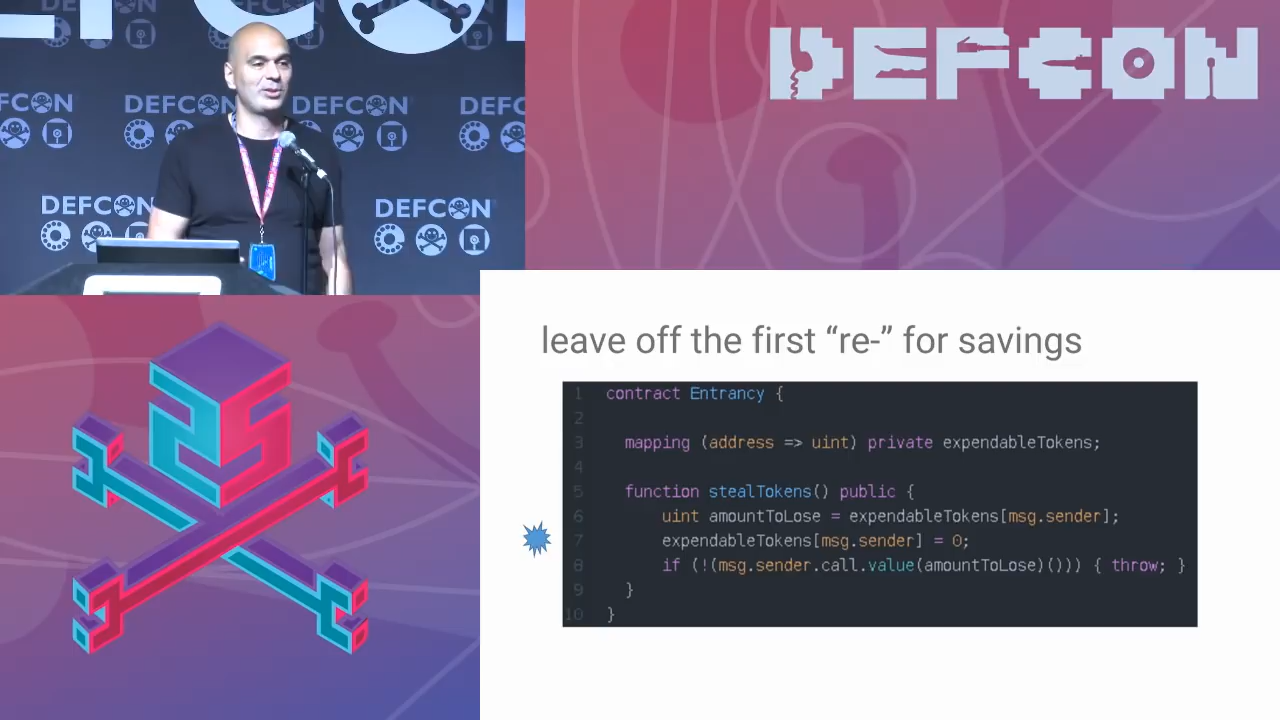 DEFCON
DEFCON
DEFCON
DEFCON
DEFCON
DEFCON
leave off the first “re-” for savings
1 contract Entrancy {
2
3 mapping (address => uint) private expendableTokens;
4
5 function stealTokens() public {
6 uint amountToLose = expendableTokens[msg.sender];
7 expendableTokens[msg.sender] = 0;
8 if (!(msg.sender.call.value(amountToLose)())) { throw; }
9 }
10 }